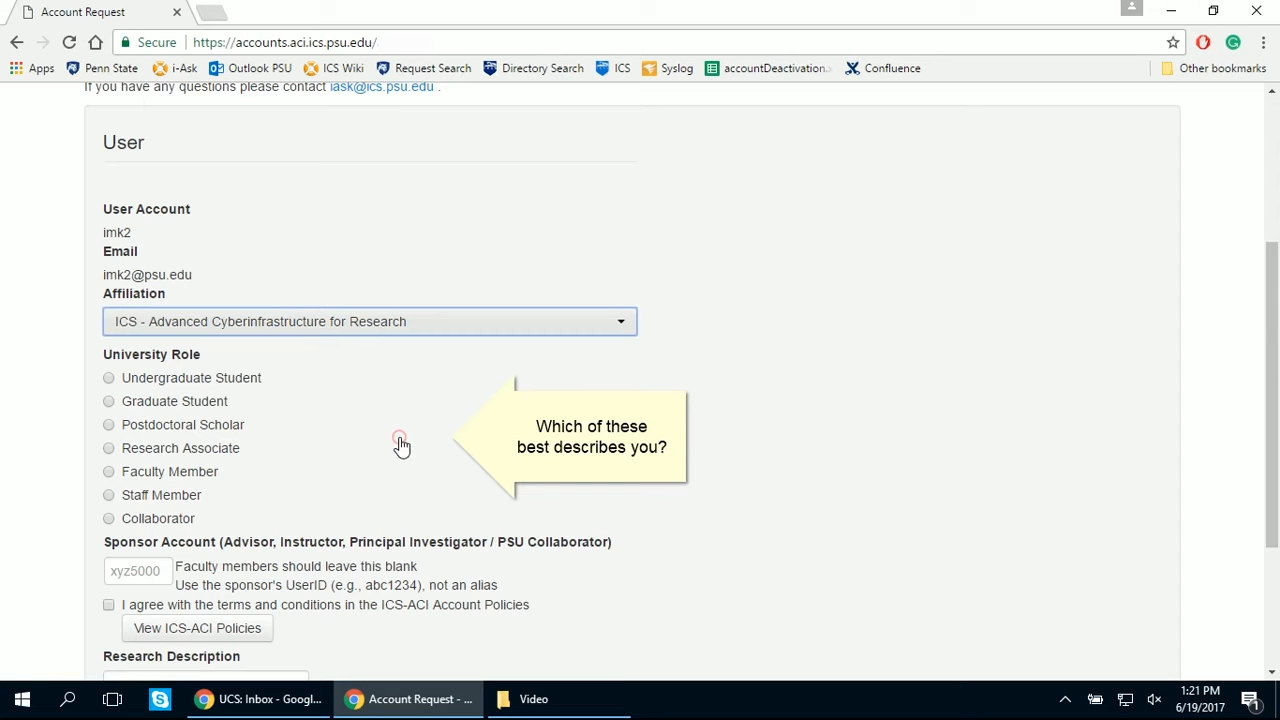 Account Request
Secure https://accounts.aci.ics.psu.edu/
Apps Penn State i-Ask Outlook PSU ICS Wiki Request Search Directory Search ICS Syslog accountDeactivation. Confluence Other bookmarks
If you have any questions please contact iask@ics.psu.edu .
User
User Account
imk2
Email
imk2@psu.edu
Affiliation
ICS - Advanced Cyberinfrastructure for Research
University Role
Undergraduate Student
Graduate Student
Postdoctoral Scholar
Research Associate
Faculty Member
Staff Member
Collaborator
Which of these
best describes you?
Sponsor Account (Advisor, Instructor, Principal Investigator / PSU Collaborator)
xyz5000 Faculty members should leave this blank
Use the sponsor's UserID (e.g., abc1234), not an alias
I agree with the terms and conditions in the ICS-ACI Account Policies
View ICS-ACI Policies
Research Description
UCS: Inbox - Googl... Account Request - ... Video
1:21 PM
6/19/2017
1